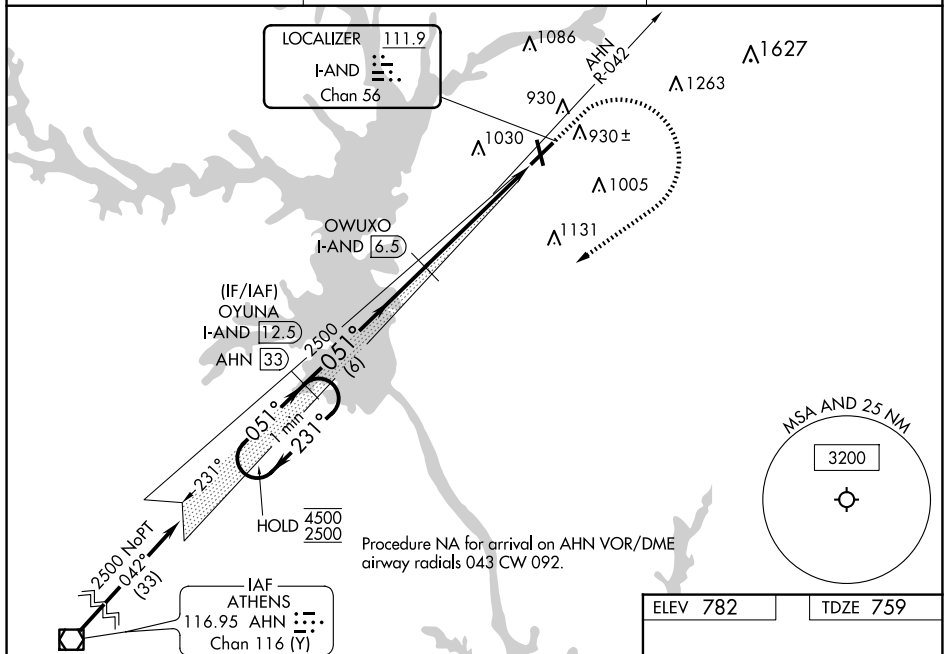 LOCALIZER 111.9
I-AND
Chan 56
1086
AHN
R-042
1627
1263
930
930±
1030
1005
1131
OWUXO
I-AND 6.5
(IF/IAF)
OYUNA
I-AND 12.5
AHN 33
2500
051°
(6)
051°
1 min
231°
231°
HOLD 4500
2500
2500 NoPT
042°
(33)
IAF
ATHENS
116.95 AHN
Chan 116 (Y)
Procedure NA for arrival on AHN VOR/DME
airway radials 043 CW 092.
MSA AND 25 NM
3200
ELEV 782
TDZE 759